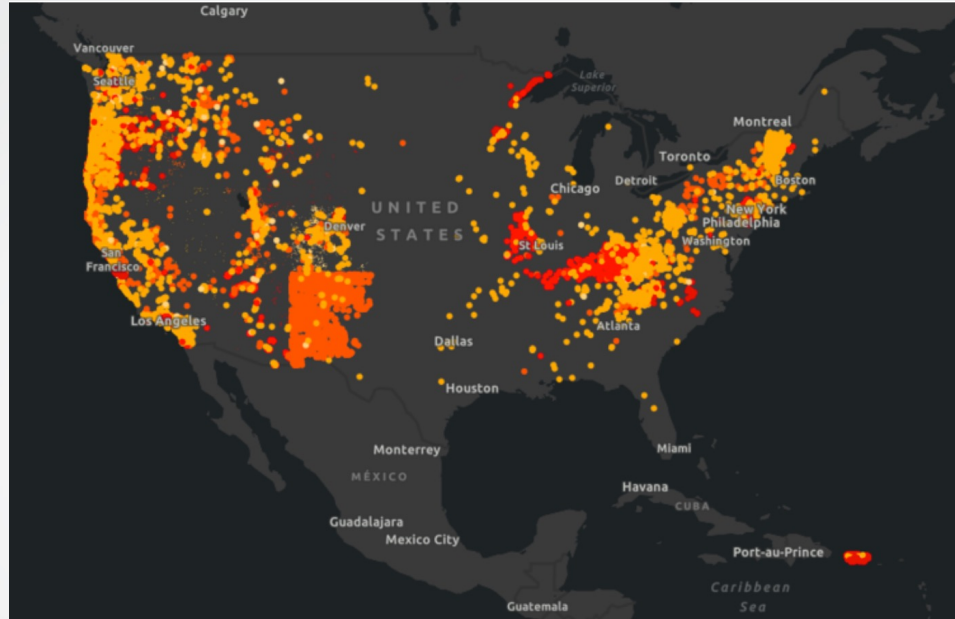 Calgary
Vancouver
Seattle
Lake
Superior
Montreal
Toronto
Boston
Chicago
Detroit
New York
Philadelphia
UNITED
STATES
Denver
St Louis
Washington
San
Francisco
Los Angeles
Atlanta
Dallas
Houston
Monterrey
Miami
MÉXICO
Havana
CUBA
Guadalajara
Mexico City
Port-au-Prince
Caribbean
Sea
Guatemala